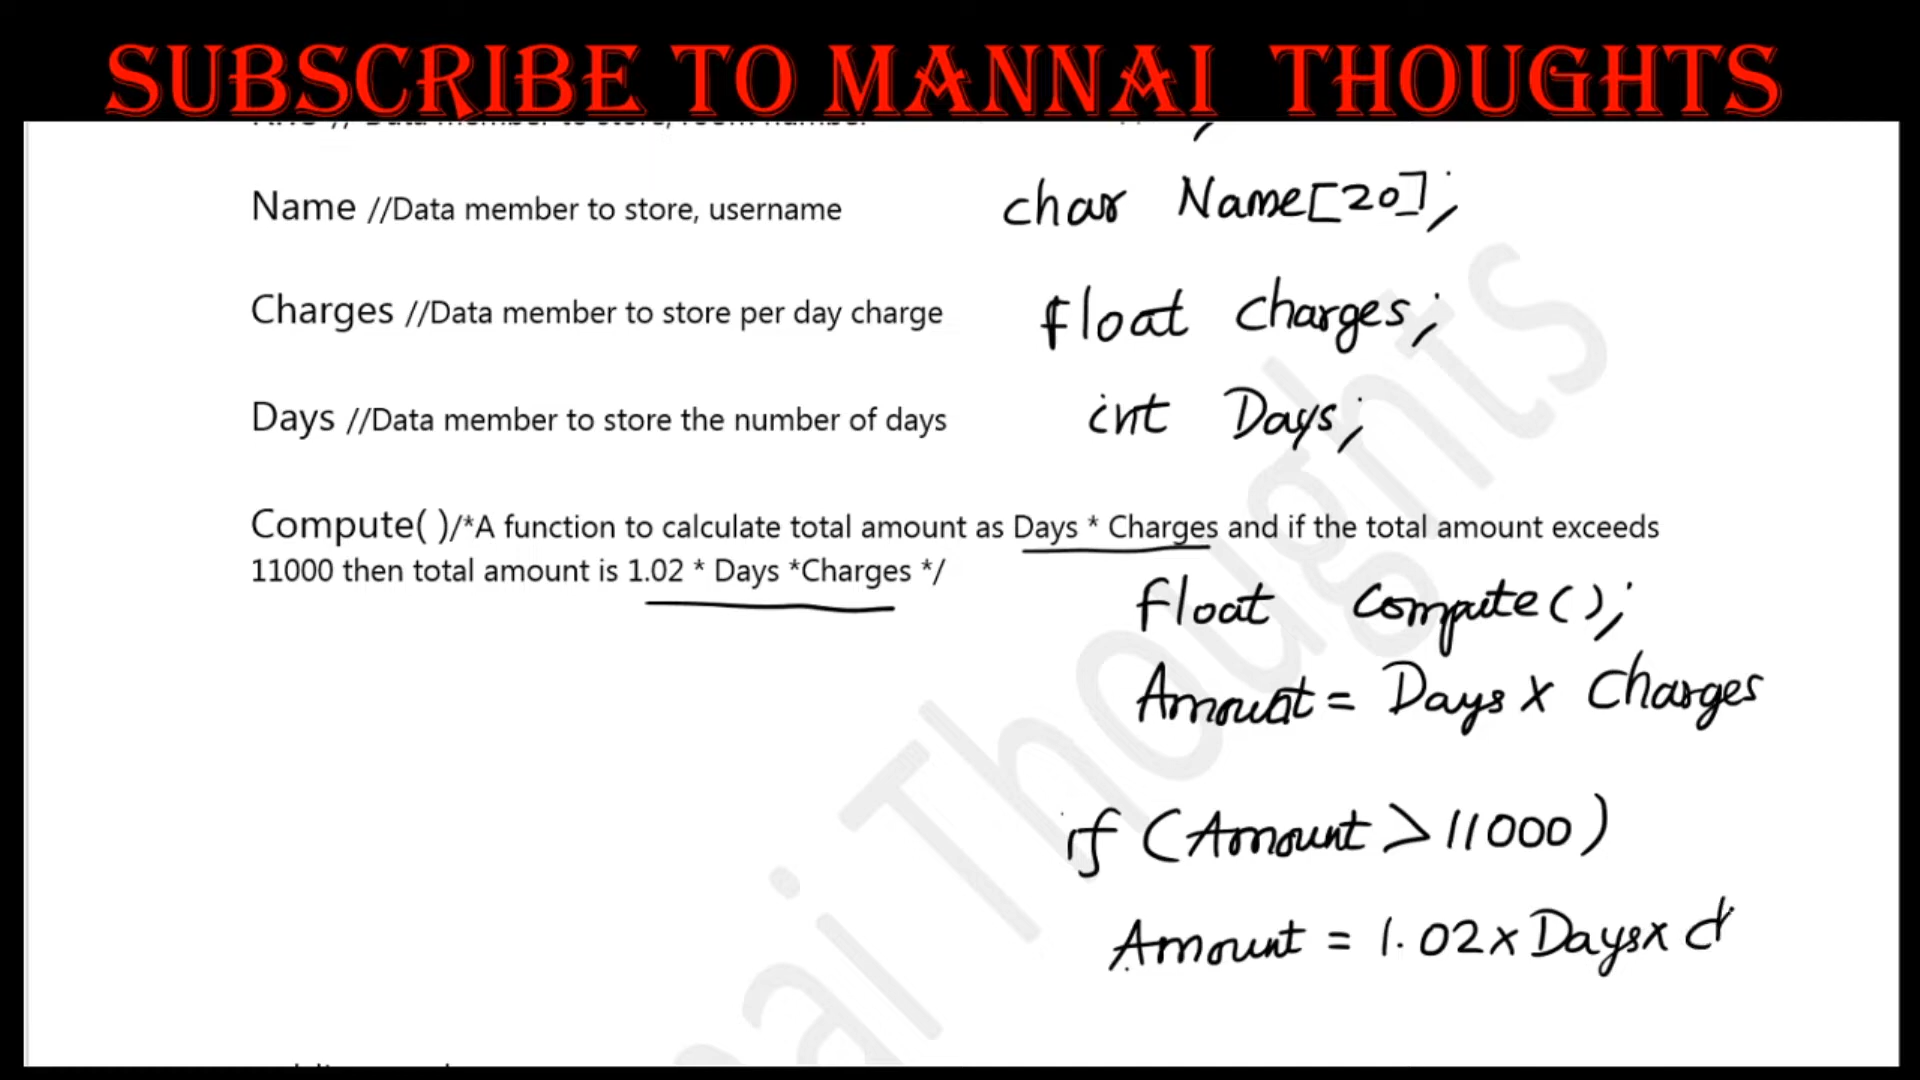 SUBSCRIBE TO MANNAI THOUGHTS
Name //Data member to store, username
char Name[20];
Charges //Data member to store per day charge
float charges;
Days //Data member to store the number of days
int Days;
Compute( )/*A function to calculate total amount as Days * Charges and if the total amount exceeds
11000 then total amount is 1.02 * Days *Charges */
float compute();
Amount = Days x Charges
if (Amount > 11000)
Amount = 1.02 x Days x
ai Thoughts